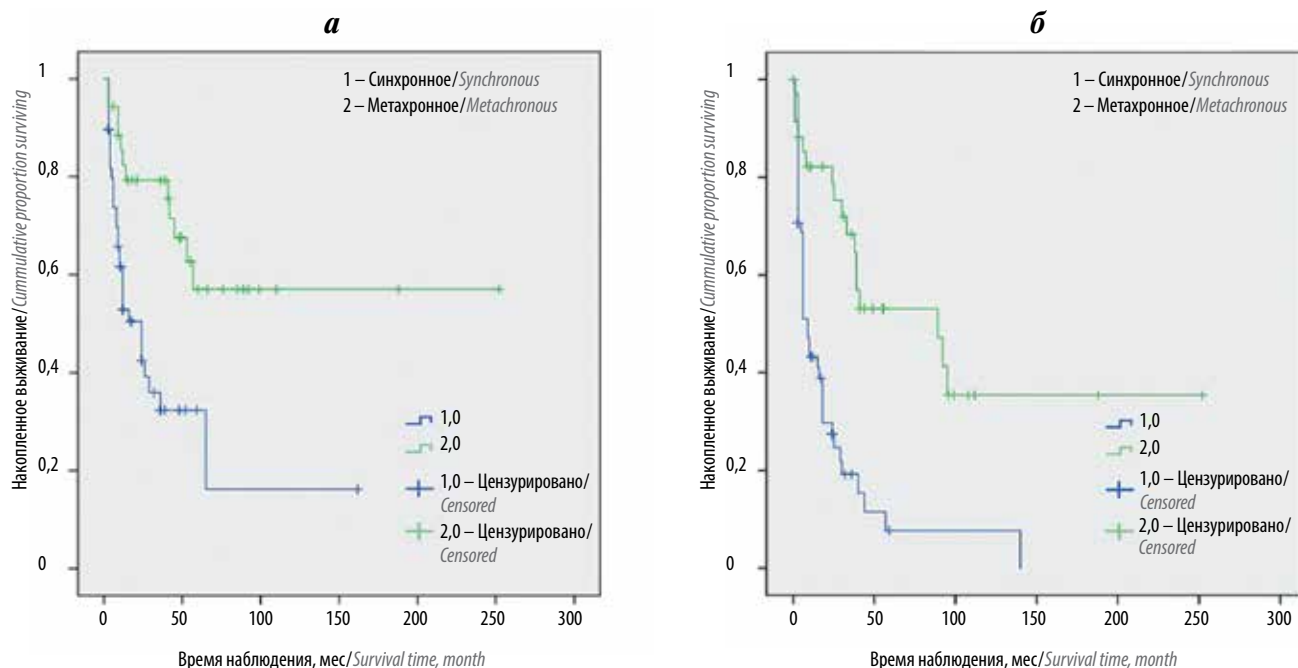 а
1 – Синхронное/Synchronous
2 – Метахронное/Metachronous
Накопленное выживание/Cummulative proportion surviving
1
0,8
0,6
0,4
0,2
0
1,0
2,0
1,0 – Цензурировано/
Censored
2,0 – Цензурировано/
Censored
0 50 100 150 200 250 300
Время наблюдения, мес/Survival time, month
б
1 – Синхронное/Synchronous
2 – Метахронное/Metachronous
Накопленное выживание/Cummulative proportion surviving
1
0,8
0,6
0,4
0,2
0
1,0
2,0
1,0 – Цензурировано/
Censored
2,0 – Цензурировано/
Censored
0 50 100 150 200 250 300
Время наблюдения, мес/Survival time, month